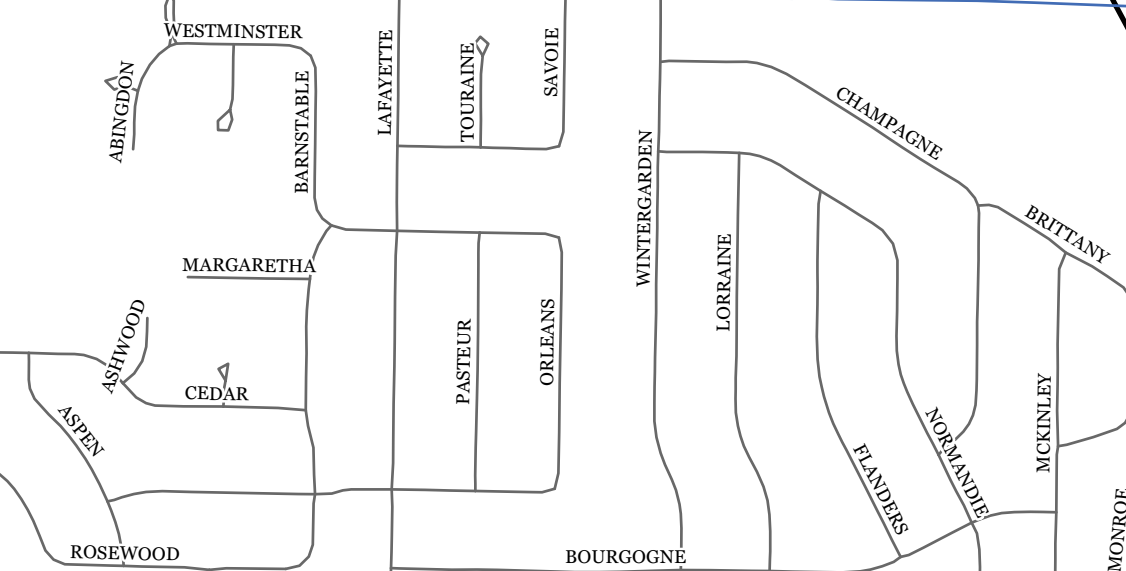 WESTMINSTER
LAFAYETTE
TOURAINE
SAVOIE
ABINGDON
BARNSTABLE
CHAMPAGNE
WINTERGARDEN
BRITTANY
LORRAINE
MARGARETHA
ASHWOOD
PASTEUR
ORLEANS
CEDAR
MCKINLEY
ASPEN
NORMANDIE
FLANDERS
MONROE
ROSEWOOD
BOURGOGNE